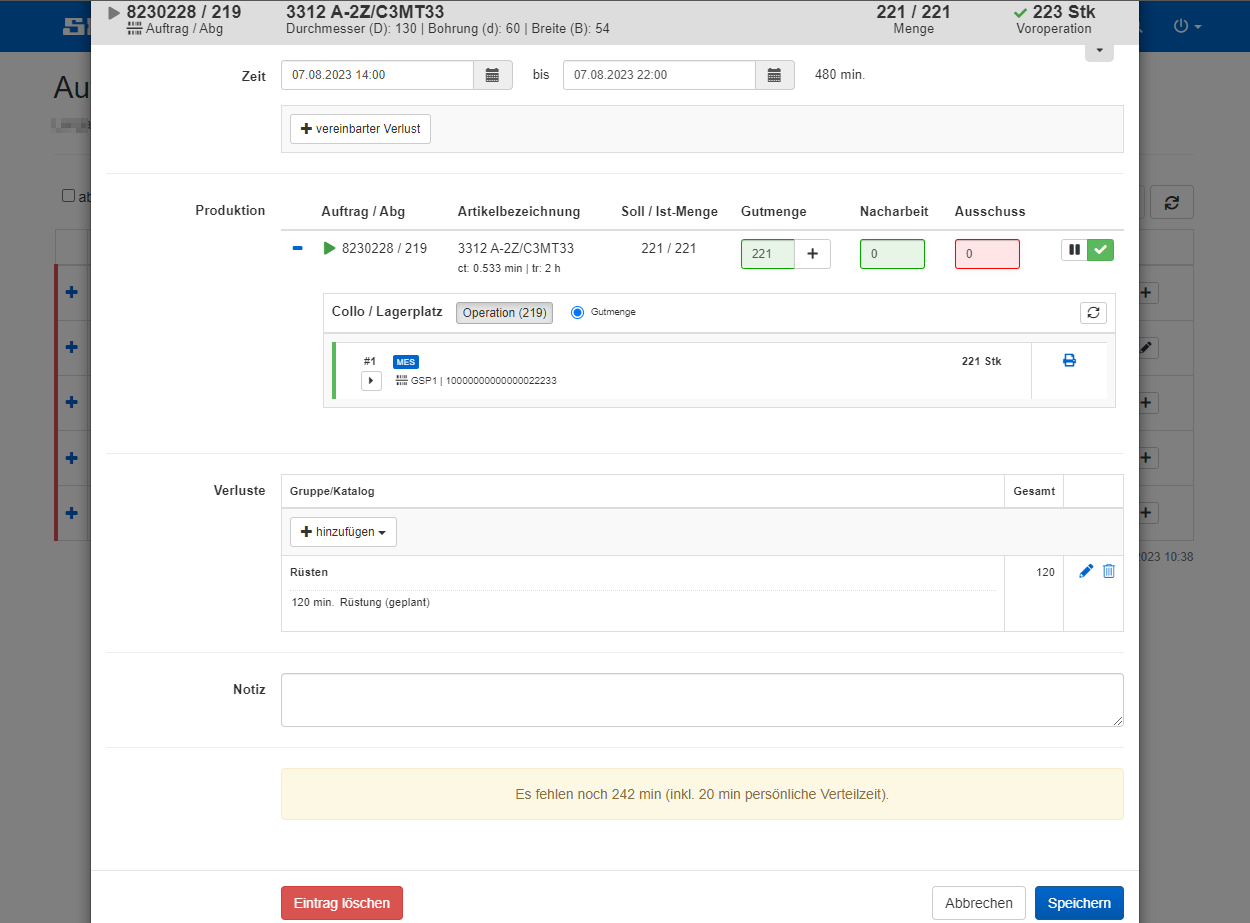 8230228 / 219
Auftrag / Abg
3312 A-2Z/C3MT33
Durchmesser (D): 130 | Bohrung (d): 60 | Breite (B): 54
221 / 221
Menge
223 Stk
Voroperation
Au
Zeit
07.08.2023 14:00
bis
07.08.2023 22:00
480 min.
vereinbarter Verlust
ab
Produktion
Auftrag / Abg
Artikelbezeichnung
Soll / Ist-Menge
Gutmenge
Nacharbeit
Ausschuss
8230228 / 219
3312 A-2Z/C3MT33
ct: 0.533 min | tr: 2 h
221 / 221
221
0
0
Collo / Lagerplatz
Operation (219)
Gutmenge
#1
MES
GSP1 | 10000000000000022233
221 Stk
Verluste
Gruppe/Katalog
Gesamt
hinzufügen
Rüsten
120
120 min. Rüstung (geplant)
2023 10:38
Notiz
Es fehlen noch 242 min (inkl. 20 min persönliche Verteilzeit).
Eintrag löschen
Abbrechen
Speichern